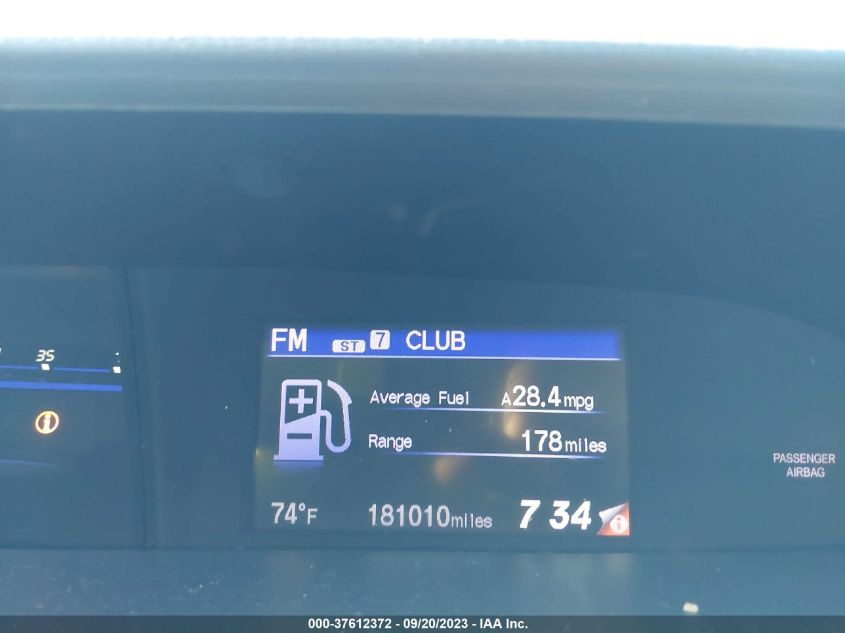 FM ST 7 CLUB
35
Average Fuel A28.4mpg
Range 178miles
PASSENGER
AIRBAG
74°F 181010miles 7 34 i
000-37612372 - 09/20/2023 - IAA Inc.